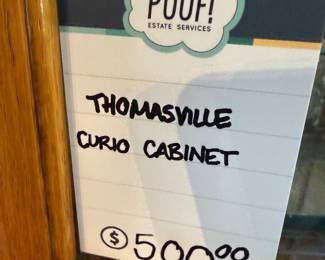 POOF!
ESTATE SERVICES
THOMASVILLE
CURIO CABINET
$ 500.00